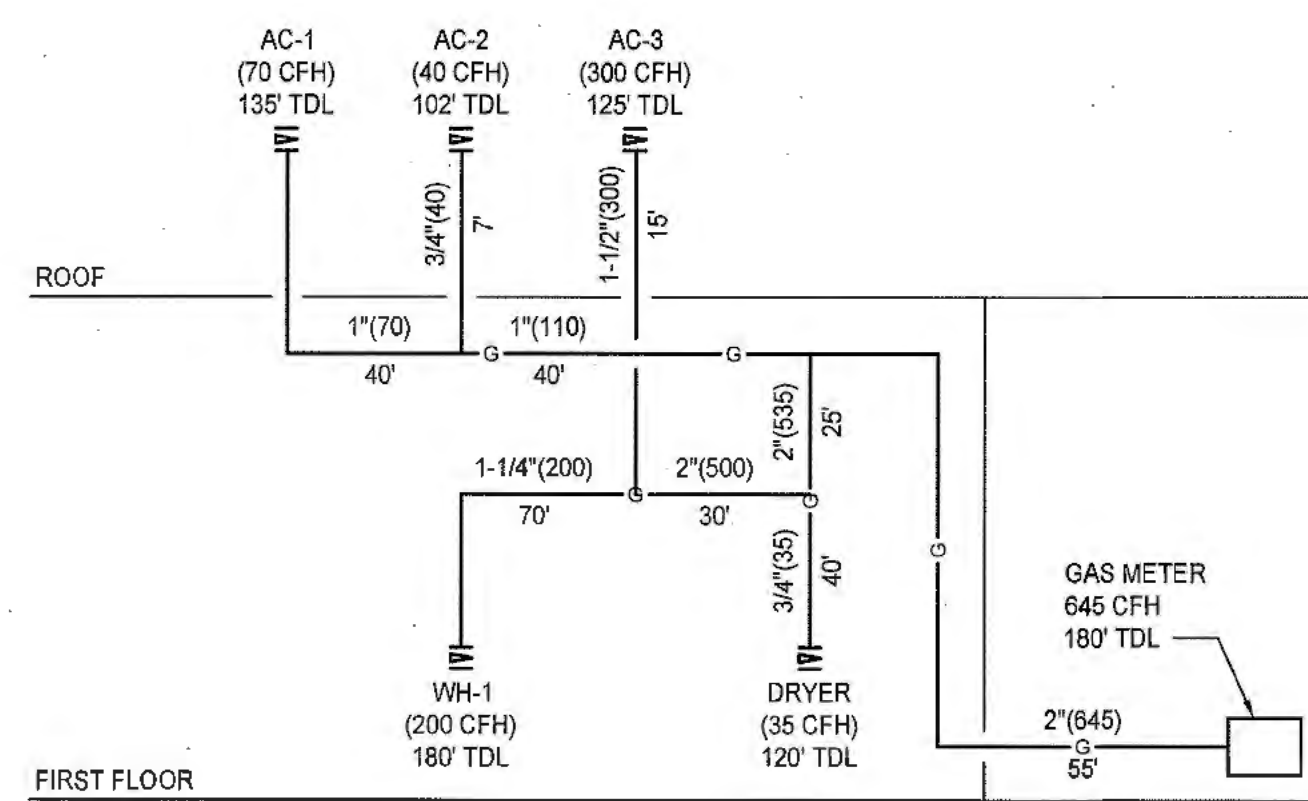 AC-1
(70 CFH)
135' TDL
AC-2
(40 CFH)
102' TDL
AC-3
(300 CFH)
125' TDL
3/4"(40)
7'
1-1/2"(300)
15'
ROOF
1"(70)
40'
G
1"(110)
40'
G
2"(535)
25'
1-1/4"(200)
70'
G
2"(500)
30'
G
3/4"(35)
40'
G
GAS METER
645 CFH
180' TDL
WH-1
(200 CFH)
180' TDL
DRYER
(35 CFH)
120' TDL
2"(645)
G
55'
FIRST FLOOR